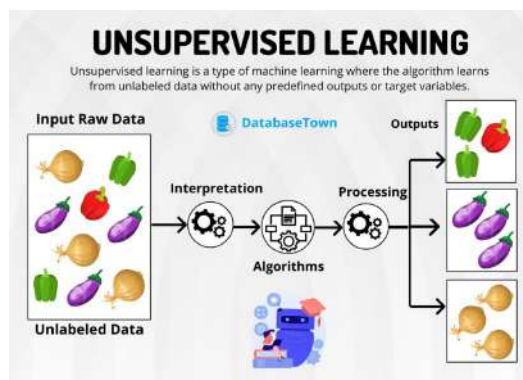 UNSUPERVISED LEARNING
Unsupervised learning is a type of machine learning where the algorithm learns
from unlabeled data without any predefined outputs or target variables.
Input Raw Data
DatabaseTown
Outputs
Interpretation
Processing
Algorithms
Unlabeled Data